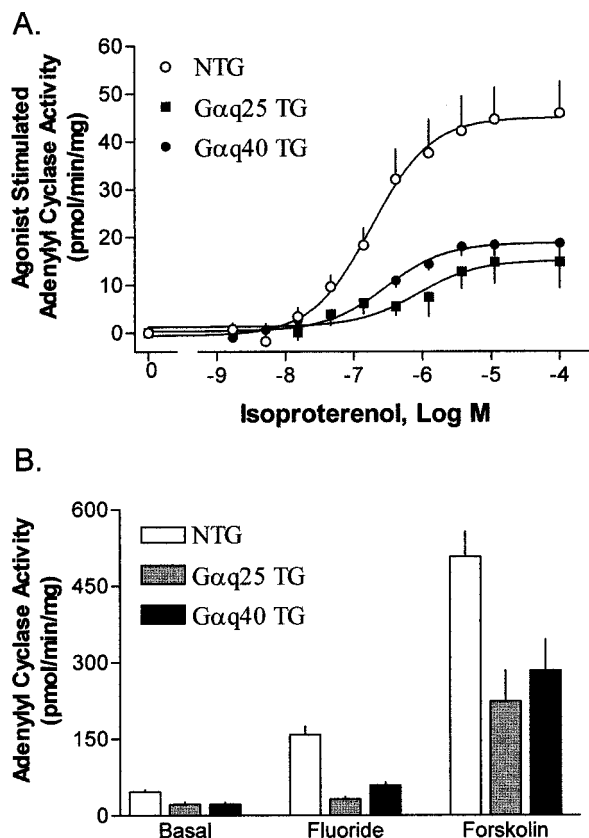 A.
Agonist Stimulated
Adenylyl Cyclase Activity
(pmol/min/mg)
60
50
40
30
20
10
0
NTG
Gαq25 TG
Gαq40 TG
0 -9 -8 -7 -6 -5 -4
Isoproterenol, Log M
B.
Adenylyl Cyclase Activity
(pmol/min/mg)
600
450
300
150
0
NTG
Gαq25 TG
Gαq40 TG
Basal Fluoride Forskolin